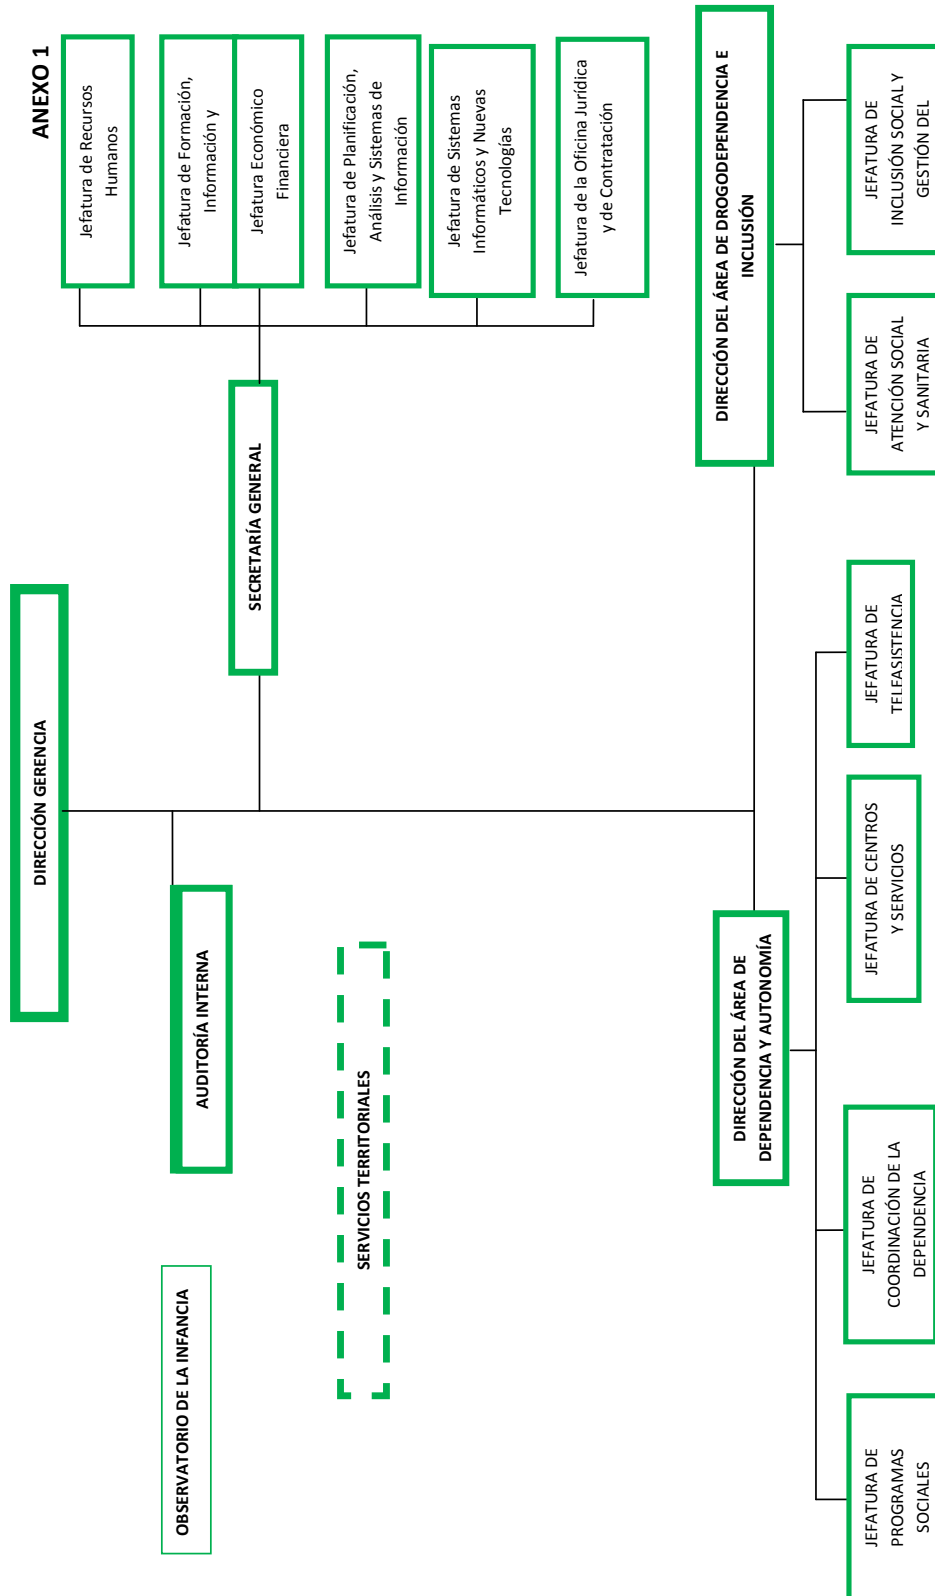 ANEXO 1
DIRECCIÓN GERENCIA
OBSERVATORIO DE LA INFANCIA
AUDITORÍA INTERNA
SERVICIOS TERRITORIALES
SECRETARÍA GENERAL
Jefatura de Recursos
Humanos
Jefatura de Formación,
Información y
Jefatura Económico
Financiera
Jefatura de Planificación,
Análisis y Sistemas de
Información
Jefatura de Sistemas
Informáticos y Nuevas
Tecnologías
Jefatura de la Oficina Jurídica
y de Contratación
DIRECCIÓN DEL ÁREA DE
DEPENDENCIA Y AUTONOMÍA
DIRECCIÓN DEL ÁREA DE DROGODEPENDENCIA E
INCLUSIÓN
JEFATURA DE
PROGRAMAS
SOCIALES
JEFATURA DE
COORDINACIÓN DE LA
DEPENDENCIA
JEFATURA DE CENTROS
Y SERVICIOS
JEFATURA DE
TELEASISTENCIA
JEFATURA DE
ATENCIÓN SOCIAL
Y SANITARIA
JEFATURA DE
INCLUSIÓN SOCIAL Y
GESTIÓN DEL